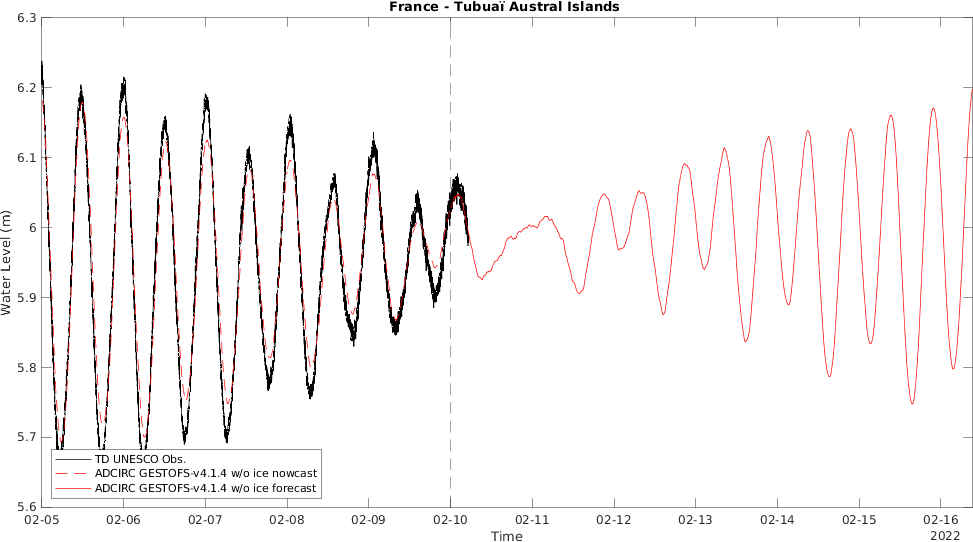 France - Tubuaï Austral Islands
6.3
6.2
6.1
6
5.9
5.8
5.7
5.6
Water Level (m)
TD UNESCO Obs.
ADCIRC GESTOFS-v4.1.4 w/o ice nowcast
ADCIRC GESTOFS-v4.1.4 w/o ice forecast
02-05 02-06 02-07 02-08 02-09 02-10 02-11 02-12 02-13 02-14 02-15 02-16
Time 2022